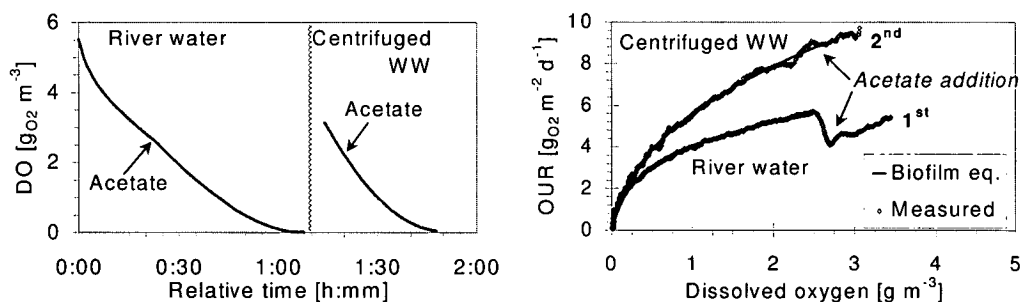 6
4
2
0
DO [gO2 m-3]
River water
Centrifuged
WW
Acetate
Acetate
0:00
0:30
1:00
1:30
2:00
Relative time [h:mm]
10
8
6
4
2
0
OUR [gO2 m-2 d-1]
Centrifuged WW
2nd
Acetate addition
1st
River water
Biofilm eq.
Measured
0
1
2
3
4
5
Dissolved oxygen [g m-3]